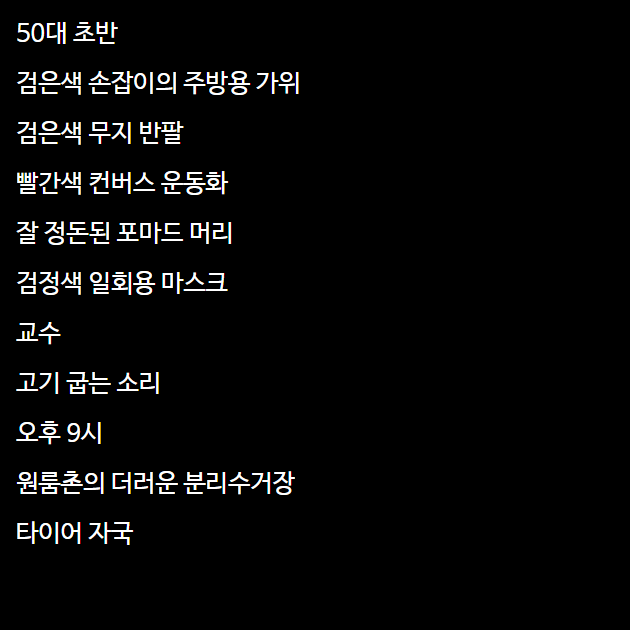 50대 초반
검은색 손잡이의 주방용 가위
검은색 무지 반팔
빨간색 컨버스 운동화
잘 정돈된 포마드 머리
검정색 일회용 마스크
교수
고기 굽는 소리
오후 9시
원룸촌의 더러운 분리수거장
타이어 자국